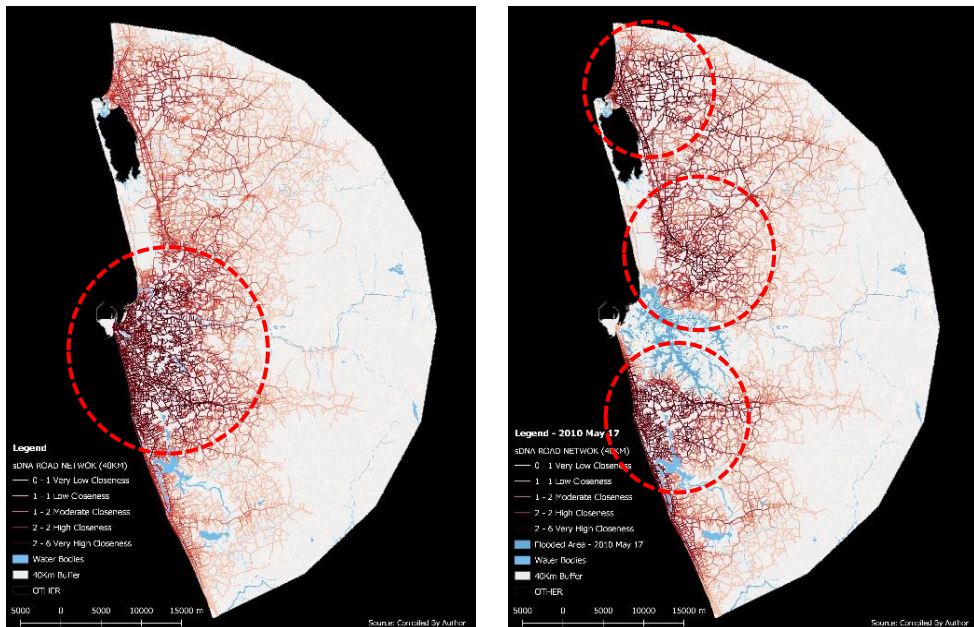 Legend
sDNA ROAD NETWOK (40KM)
0 - 1 Very Low Closeness
1 - 1 Low Closeness
1 - 2 Moderate Closeness
2 - 2 High Closeness
2 - 6 Very High Closeness
Water Bodies
40Km Buffer
OTHER
5000 0 5000 10000 15000 m
Source: Compiled By Author
Legend - 2010 May 17
sDNA ROAD NETWOK (40KM)
0 - 1 Very Low Closeness
1 - 1 Low Closeness
1 - 2 Moderate Closeness
2 - 2 High Closeness
2 - 6 Very High Closeness
Flooded Area - 2010 May 17
Water Bodies
40Km Buffer
OTHER
5000 0 5000 10000 15000 m
Source: Compiled By Author